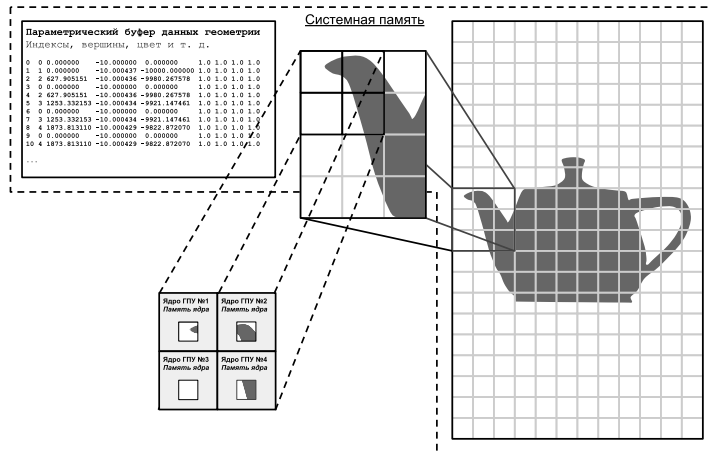 Системная память
Параметрический буфер данных геометрии
Индексы, вершины, цвет и т. д.
0 0 0.000000 -10.000000 0.000000 1.0 1.0 1.0 1.0
1 1 0.000000 -10.000437 -10000.000000 1.0 1.0 1.0 1.0
2 2 627.905151 -10.000436 -9980.267578 1.0 1.0 1.0 1.0
3 0 0.000000 -10.000000 0.000000 1.0 1.0 1.0 1.0
4 2 627.905151 -10.000436 -9980.267578 1.0 1.0 1.0 1.0
5 3 1253.332153 -10.000434 -9921.147461 1.0 1.0 1.0 1.0
6 0 0.000000 -10.000000 0.000000 1.0 1.0 1.0 1.0
7 3 1253.332153 -10.000434 -9921.147461 1.0 1.0 1.0 1.0
8 4 1873.813110 -10.000429 -9822.872070 1.0 1.0 1.0 1.0
9 0 0.000000 -10.000000 0.000000 1.0 1.0 1.0 1.0
10 4 1873.813110 -10.000429 -9822.872070 1.0 1.0 1.0 1.0
...
Ядро ГПУ №1
Память ядра
Ядро ГПУ №2
Память ядра
Ядро ГПУ №3
Память ядра
Ядро ГПУ №4
Память ядра